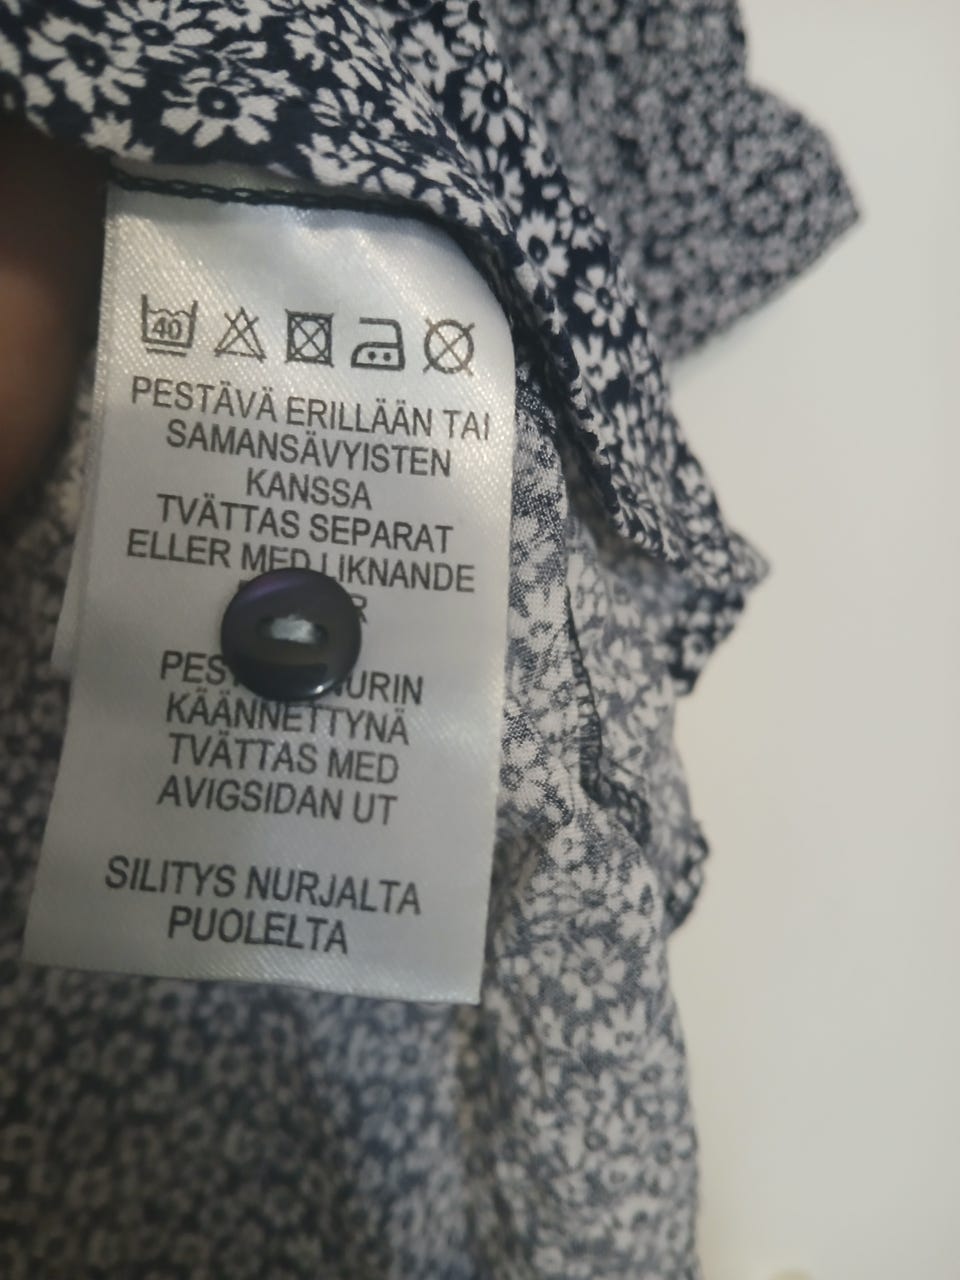 40
PESTÄVÄ ERILLÄÄN TAI
SAMANSÄVYISTEN
KANSSA
TVÄTTAS SEPARAT
ELLER MED LIKNANDE
KÄÄNNETTYNÄ
TVÄTTAS MED
AVIGSIDAN UT
SILITYS NURJALTA
PUOLELTA